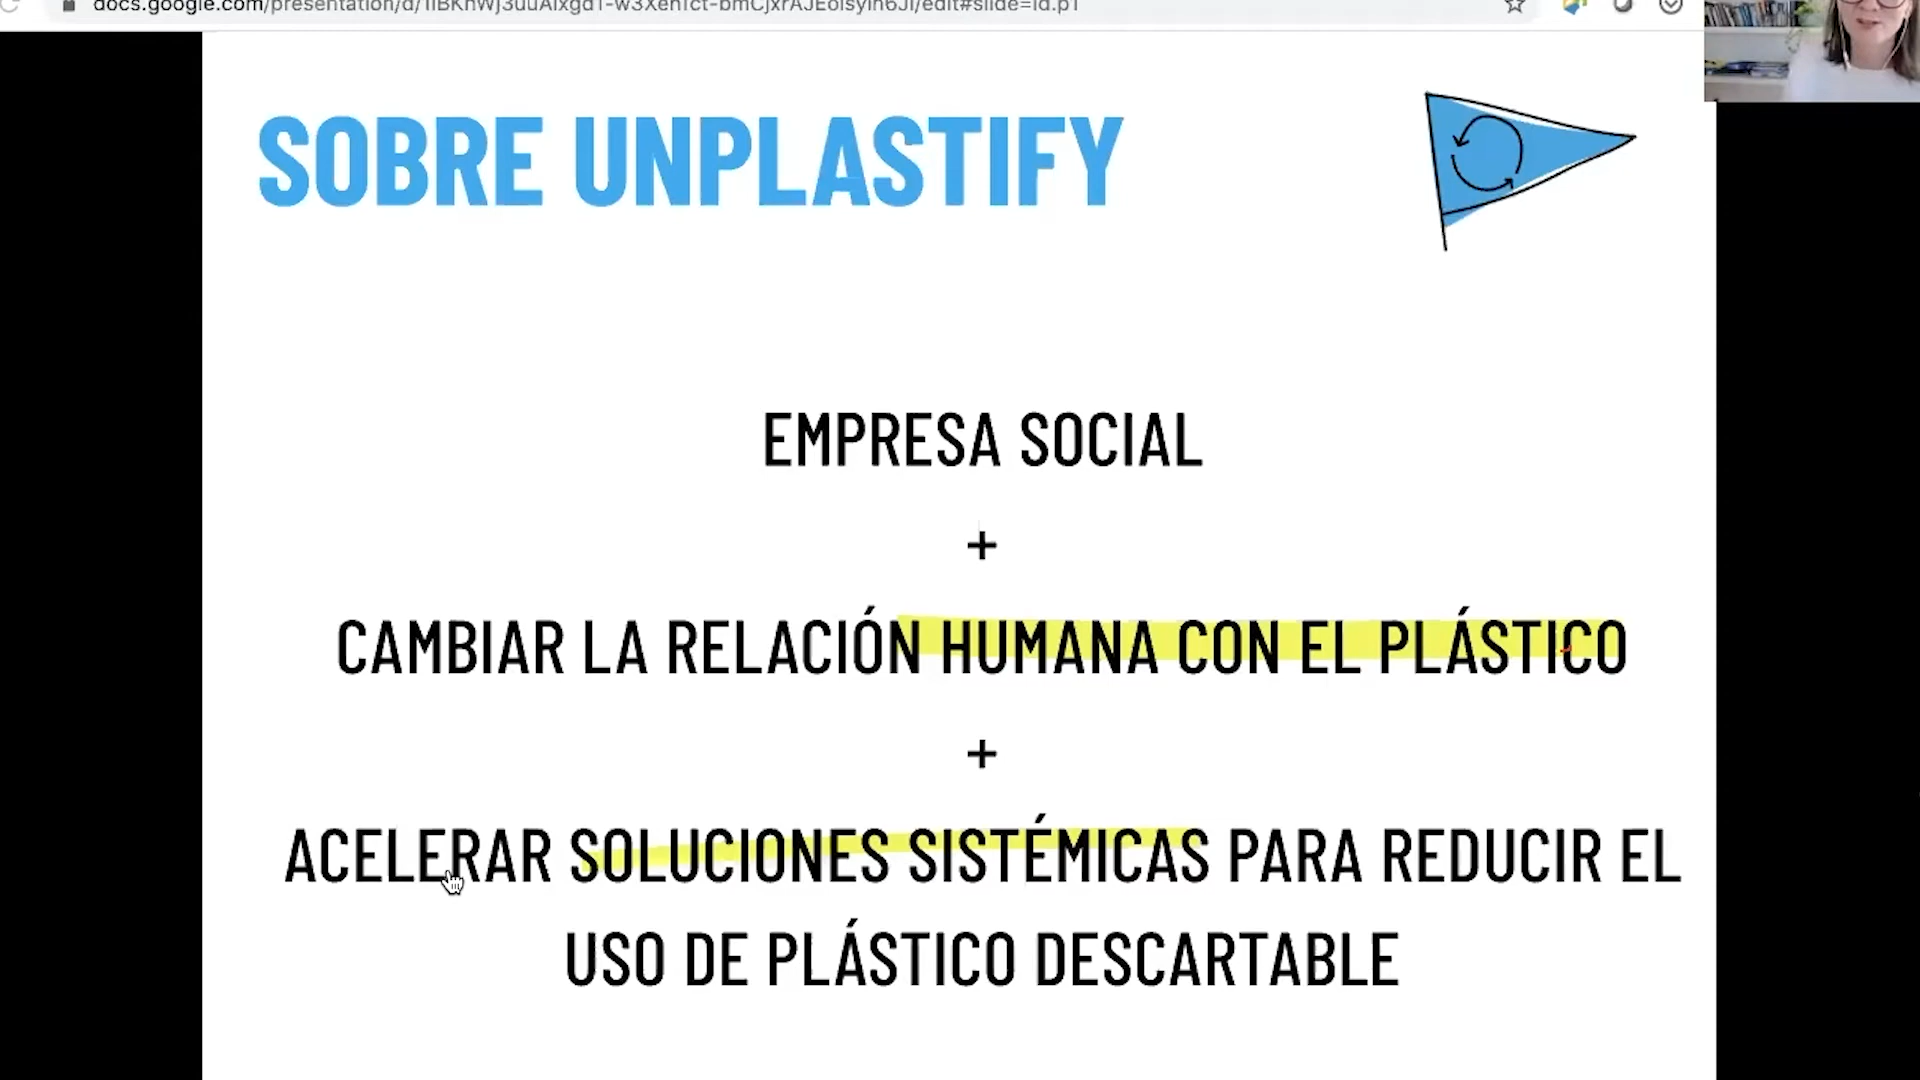 SOBRE UNPLASTIFY
EMPRESA SOCIAL
+
CAMBIAR LA RELACIÓN HUMANA CON EL PLÁSTICO
+
ACELERAR SOLUCIONES SISTÉMICAS PARA REDUCIR EL
USO DE PLÁSTICO DESCARTABLE